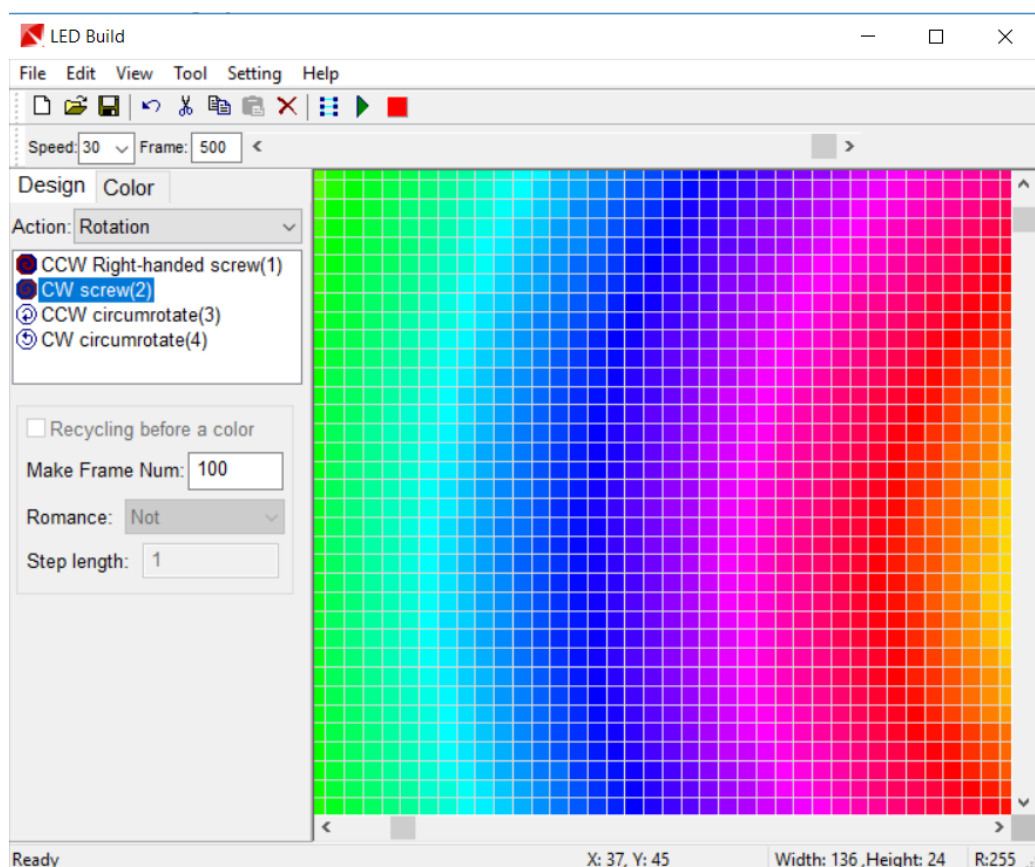 LED Build
File Edit View Tool Setting Help
Speed: 30 Frame: 500
Design Color
Action: Rotation
CCW Right-handed screw(1)
CW screw(2)
CCW circumrotate(3)
CW circumrotate(4)
Recycling before a color
Make Frame Num: 100
Romance: Not
Step length: 1
Ready X: 37, Y: 45 Width: 136 ,Height: 24 R:255